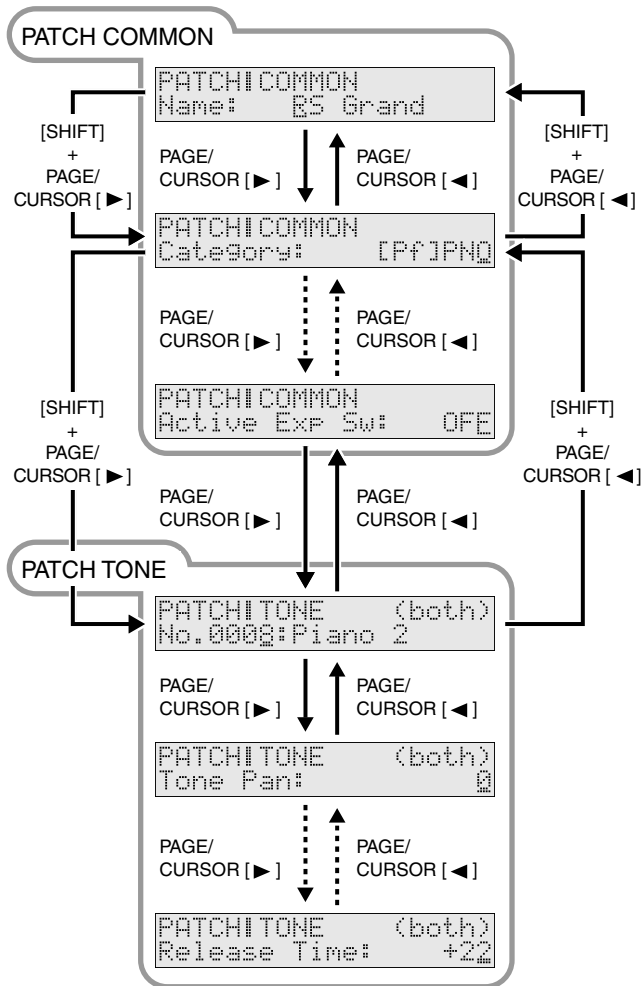 PATCH COMMON
PATCH COMMON
Name: RS Grand
[SHIFT]
+
PAGE/
CURSOR [ ▶ ]
PAGE/
CURSOR [ ▶ ]
PAGE/
CURSOR [ ◀ ]
[SHIFT]
+
PAGE/
CURSOR [ ◀ ]
PATCH COMMON
Category: [Pf]PNO
PAGE/
CURSOR [ ▶ ]
PAGE/
CURSOR [ ◀ ]
PATCH COMMON
Active Exp Sw: OFF
[SHIFT]
+
PAGE/
CURSOR [ ▶ ]
PAGE/
CURSOR [ ▶ ]
PAGE/
CURSOR [ ◀ ]
[SHIFT]
+
PAGE/
CURSOR [ ◀ ]
PATCH TONE
PATCH TONE (both)
No.0008:Piano 2
PAGE/
CURSOR [ ▶ ]
PAGE/
CURSOR [ ◀ ]
PATCH TONE (both)
Tone Pan: 0
PAGE/
CURSOR [ ▶ ]
PAGE/
CURSOR [ ◀ ]
PATCH TONE (both)
Release Time: +22